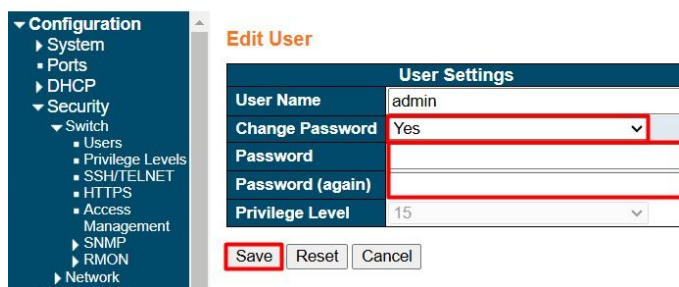 Configuration
System
Ports
DHCP
Security
Switch
Users
Privilege Levels
SSH/TELNET
HTTPS
Access
Management
SNMP
RMON
Network
Edit User
User Settings
User Name admin
Change Password Yes
Password
Password (again)
Privilege Level 15
Save Reset Cancel